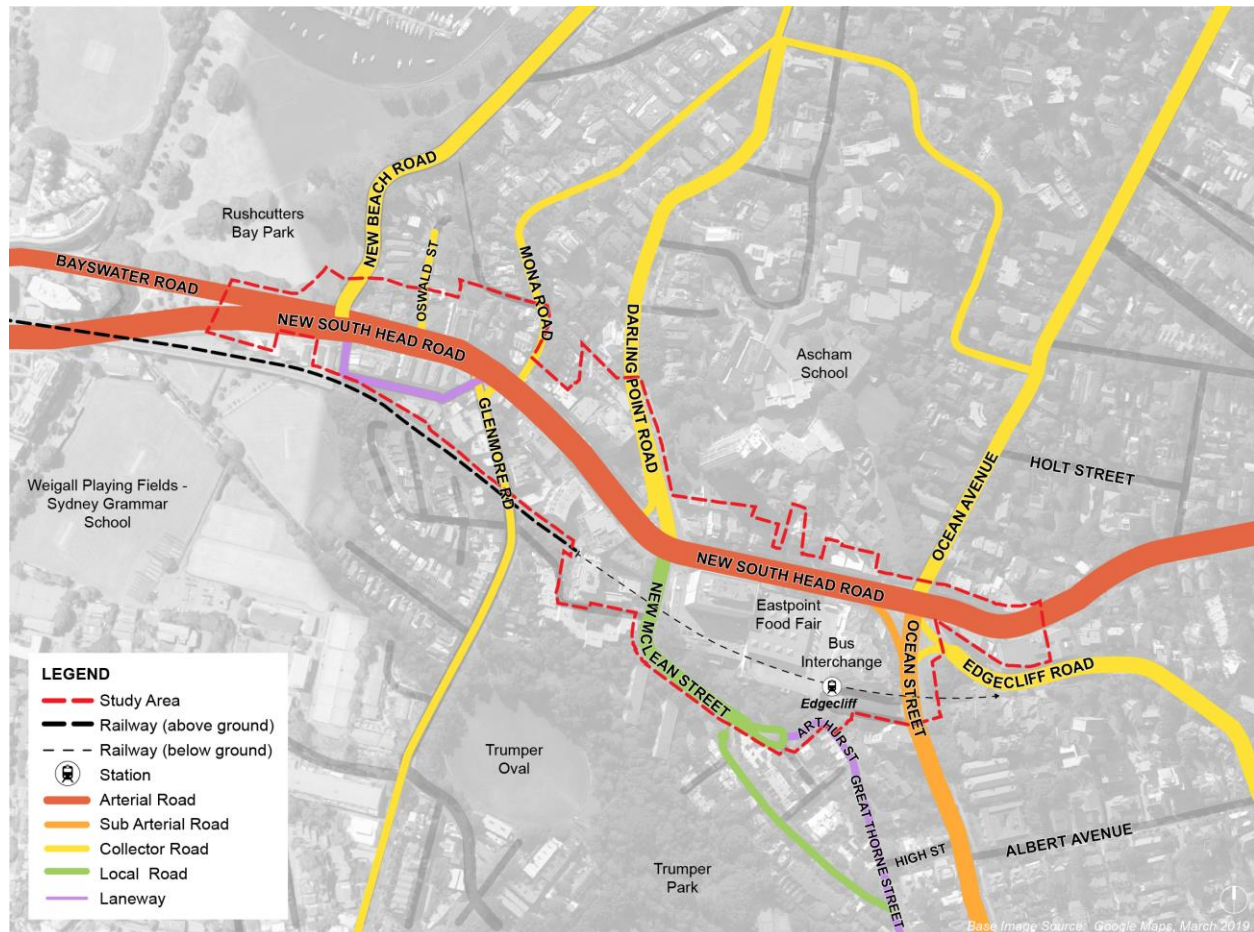 NEW BEACH ROAD
Rushcutters
Bay Park
OSWALD ST
MONA ROAD
BAYSWATER ROAD
NEW SOUTH HEAD ROAD
DARLING POINT ROAD
Ascham
School
GLENMORE RD
HOLT STREET
OCEAN AVENUE
Weigall Playing Fields -
Sydney Grammar
School
NEW SOUTH HEAD ROAD
NEW MCLEAN STREET
Eastpoint
Food Fair
Bus
Interchange
OCEAN STREET
EDGECLIFF ROAD
Edgecliff
ARTHUR ST
Trumper
Oval
GREAT THORNE STREET
HIGH ST
ALBERT AVENUE
Trumper
Park
LEGEND
Study Area
Railway (above ground)
Railway (below ground)
Station
Arterial Road
Sub Arterial Road
Collector Road
Local Road
Laneway
Base Image Source: Google Maps, March 2019